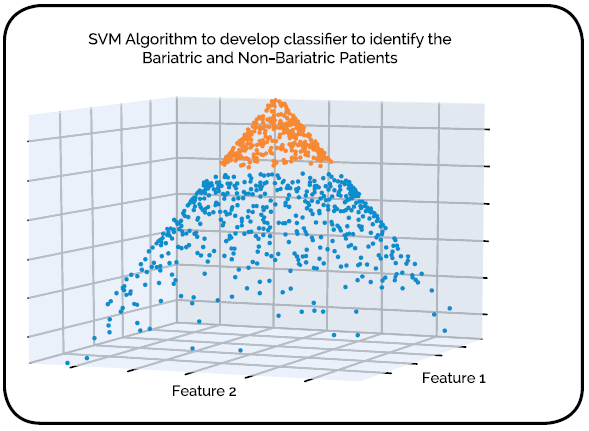 SVM Algorithm to develop classifier to identify the
Bariatric and Non-Bariatric Patients
Feature 2
Feature 1